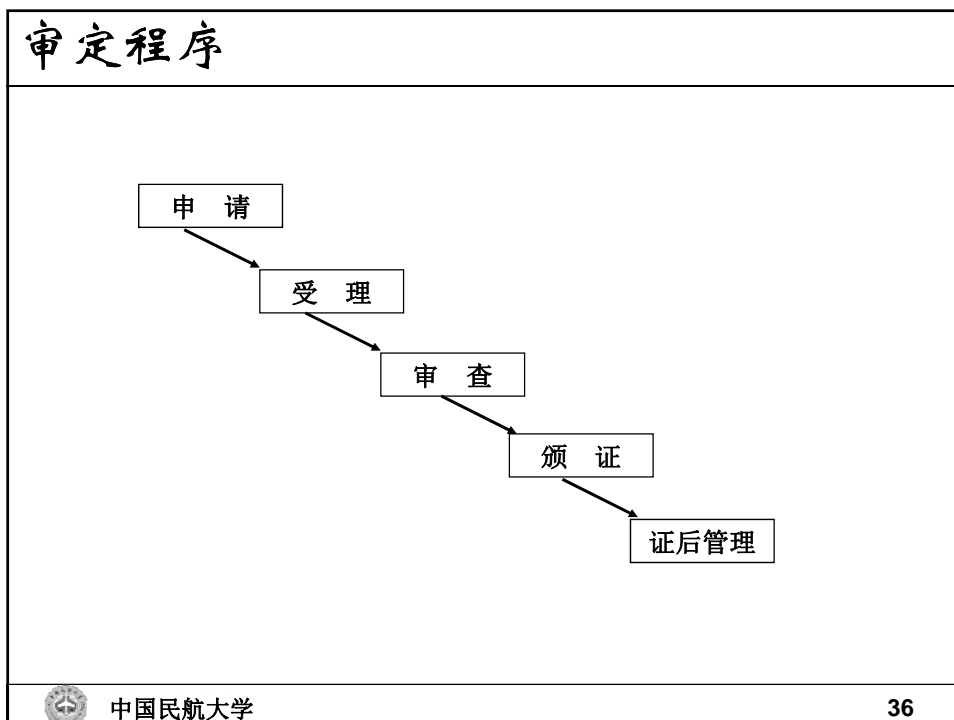 审定程序
申 请
受 理
审 查
颁 证
证后管理
中国民航大学
36